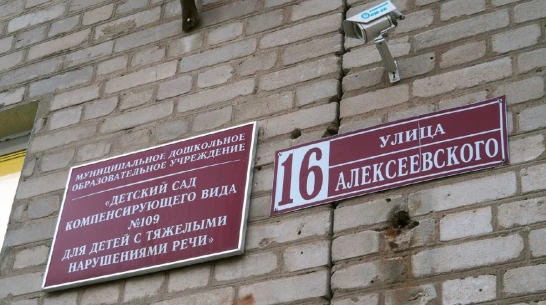 МУНИЦИПАЛЬНОЕ ДОШКОЛЬНОЕ
ОБРАЗОВАТЕЛЬНОЕ УЧРЕЖДЕНИЕ
«ДЕТСКИЙ САД
КОМПЕНСИРУЮЩЕГО ВИДА
№109
ДЛЯ ДЕТЕЙ С ТЯЖЕЛЫМИ
НАРУШЕНИЯМИ РЕЧИ»
16
УЛИЦА
АЛЕКСЕЕВСКОГО